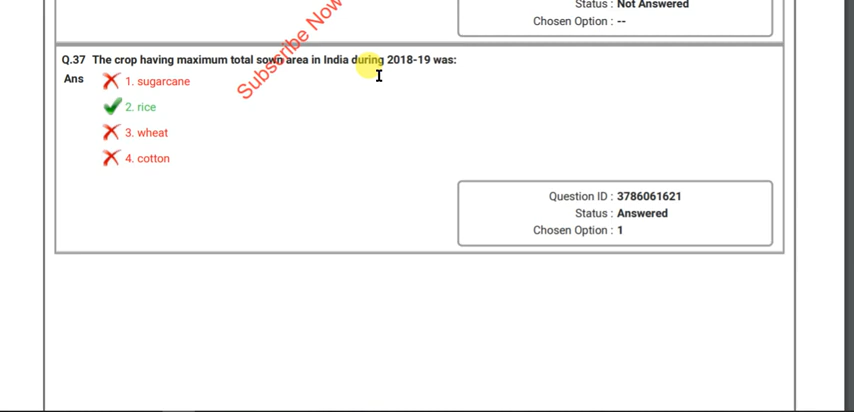 Status : Not Answered
Chosen Option : --
Q.37 The crop having maximum total sown area in India during 2018-19 was:
Ans 1. sugarcane
2. rice
3. wheat
4. cotton
Question ID : 3786061621
Status : Answered
Chosen Option : 1
Subscribe Now